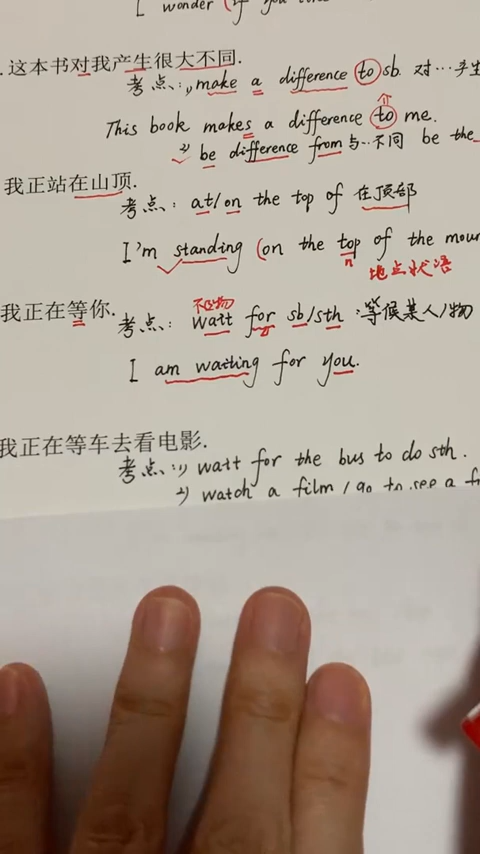 I wonder (if you
.这本书对我产生很大不同.
考点:1) make a difference to sb. 对…产生
This book makes a difference to me.
2) be difference from 与…不同 be the
我正站在山顶.
考点: at/on the top of 在顶部
I'm standing (on the top of the moun
n 地点状语
不及物
我正在等你. 考点: wait for sb/sth :等候某人/物
I am waiting for you.
我正在等车去看电影.
考点:1) wait for the bus to do sth.
2) watch a film / go to see a fi